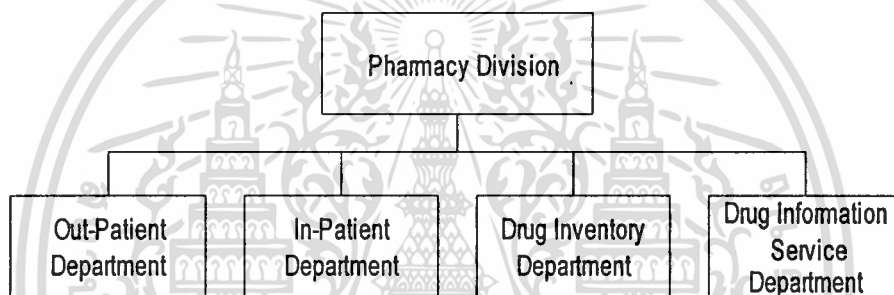 Pharmacy Division
Out-Patient
Department
In-Patient
Department
Drug Inventory
Department
Drug Information
Service
Department